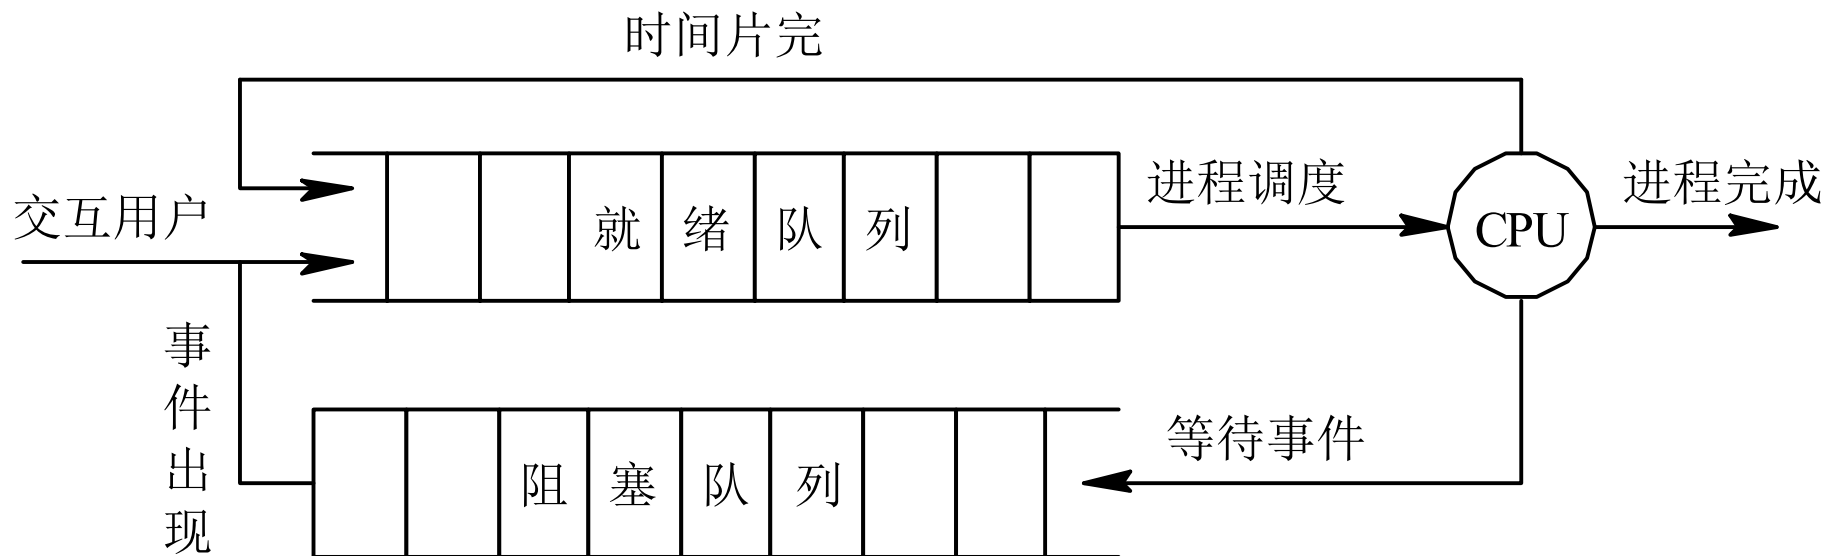 时间片完
交互用户
就绪队列
进程调度
CPU
进程完成
事件出现
阻塞队列
等待事件